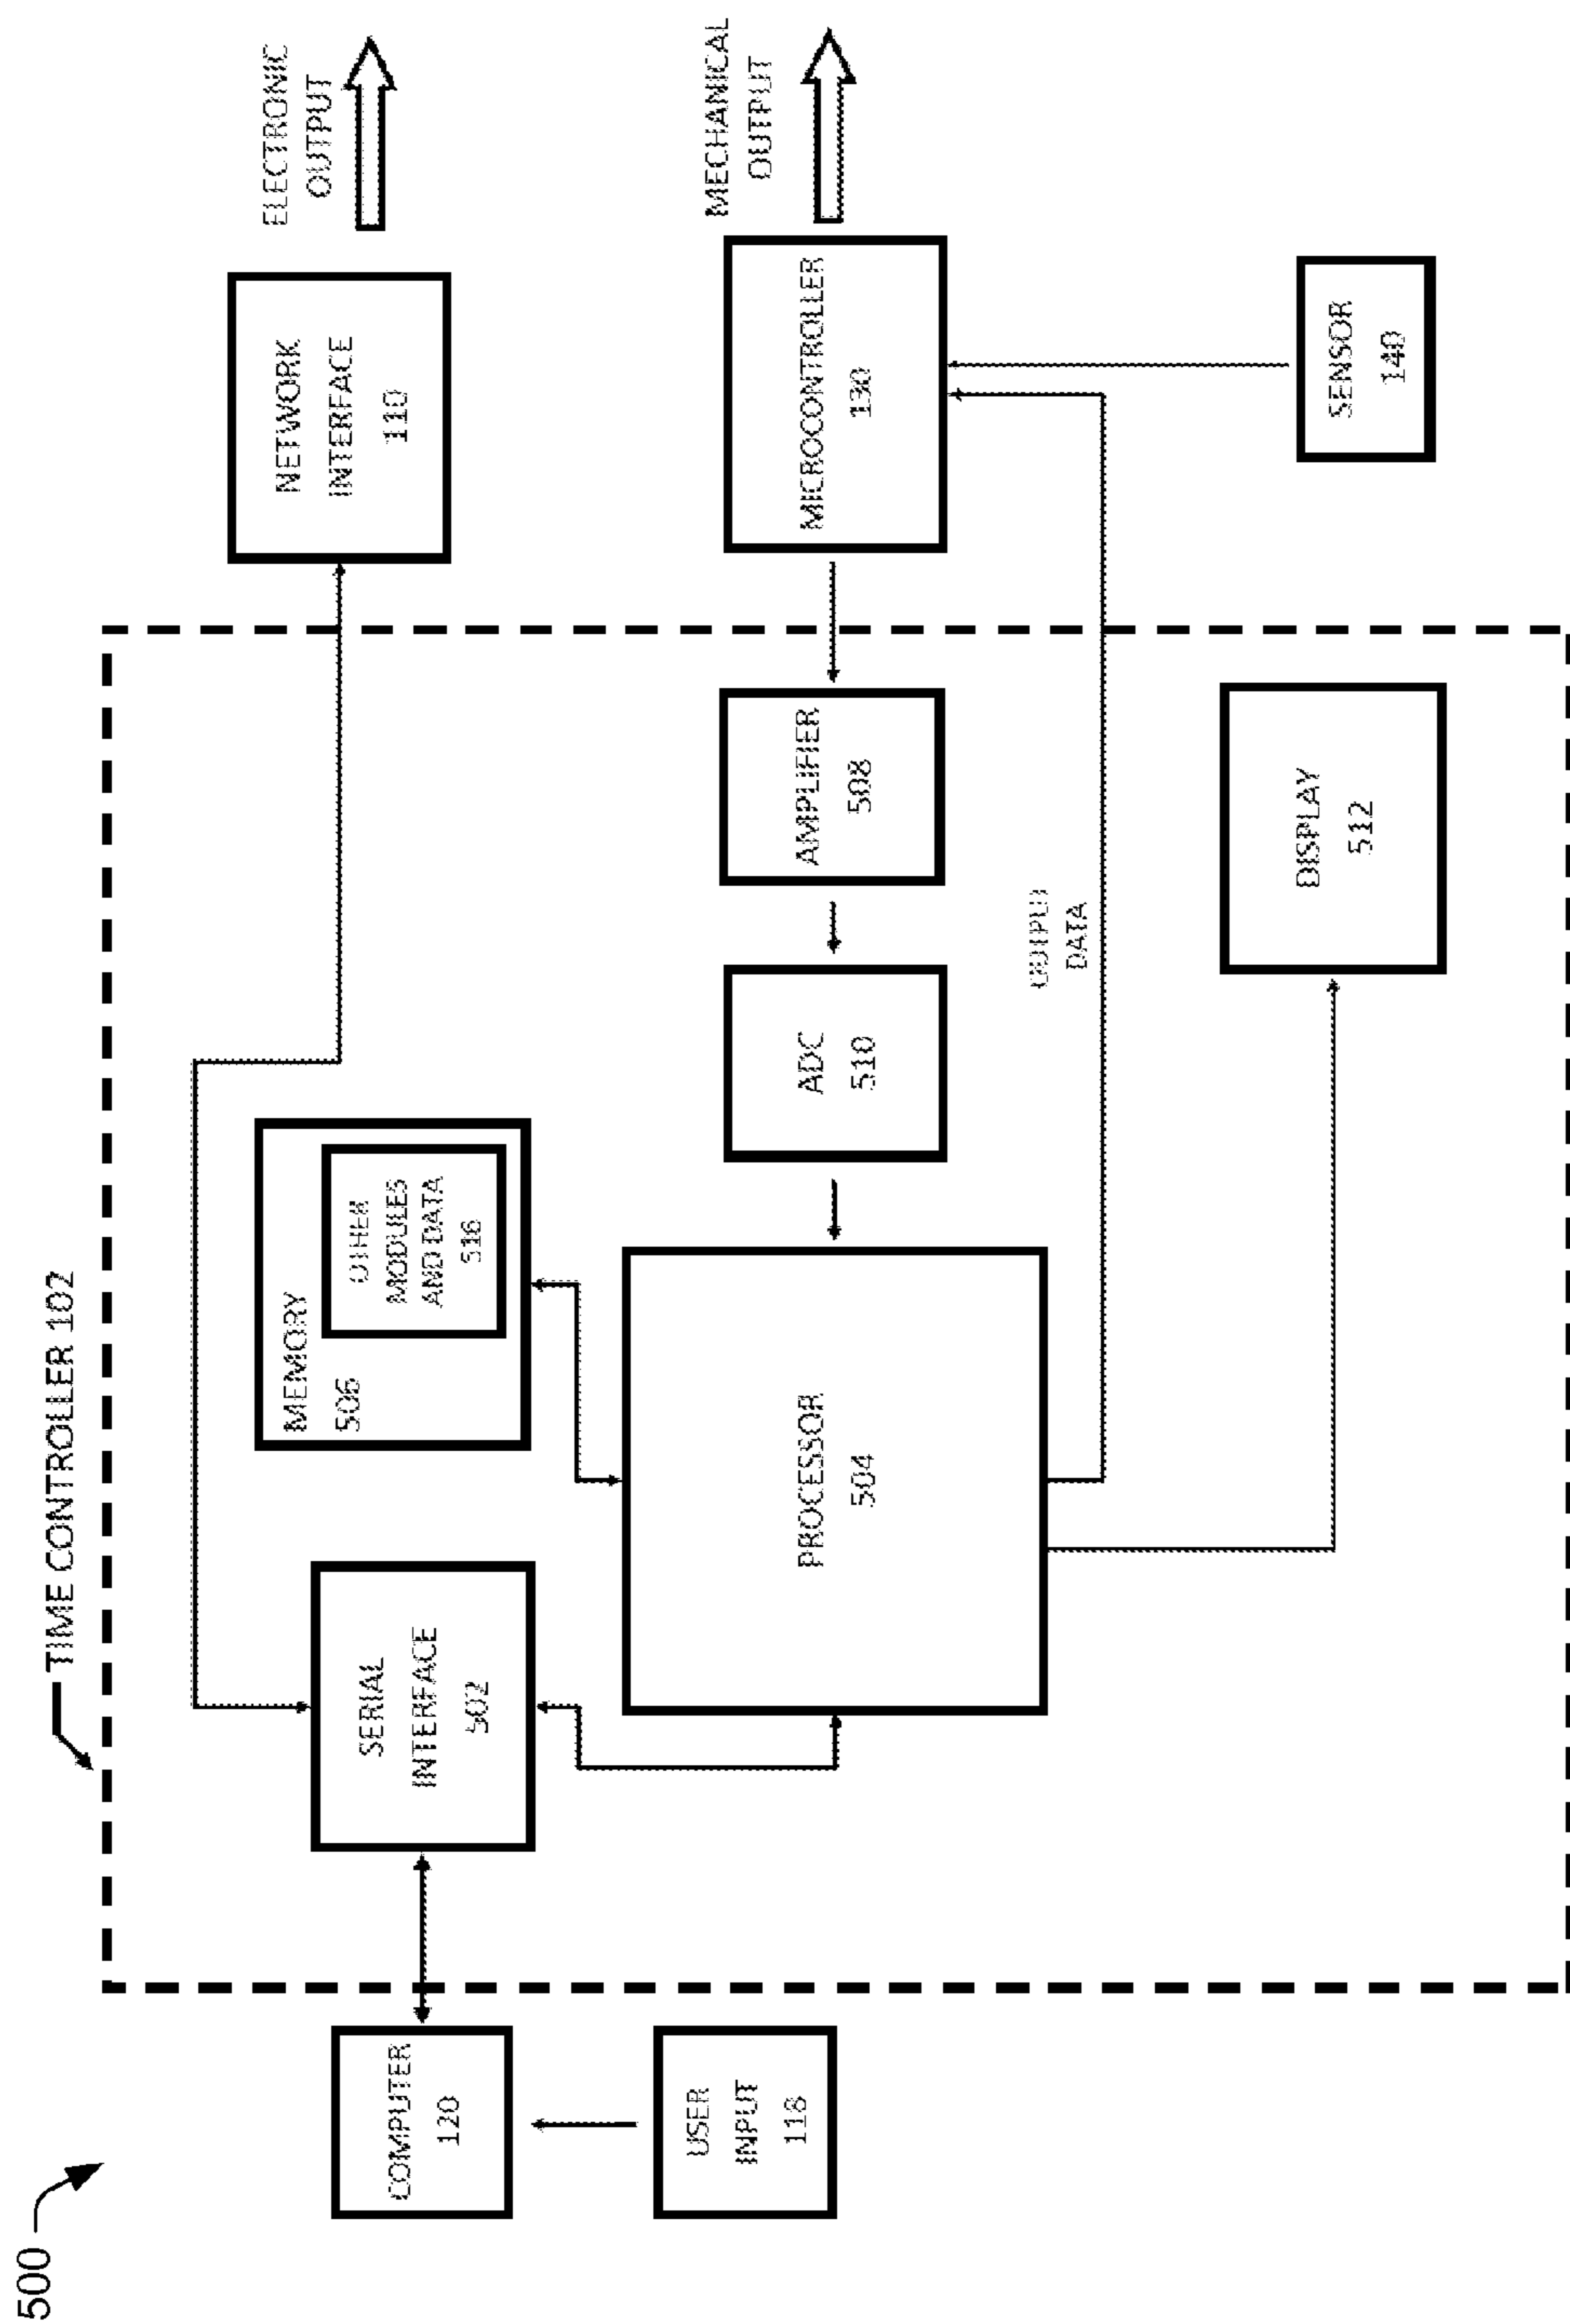 500
TIME CONTROLLER 102
COMPUTER
120
USER
INPUT
118
SERIAL
INTERFACE
502
MEMORY
506
OTHER
MODULES
AND DATA
516
PROCESSOR
504
ADC
510
AMPLIFIER
508
OUTPUT
DATA
DISPLAY
512
NETWORK
INTERFACE
110
MICROCONTROLLER
130
SENSOR
140
ELECTRONIC
OUTPUT
MECHANICAL
OUTPUT